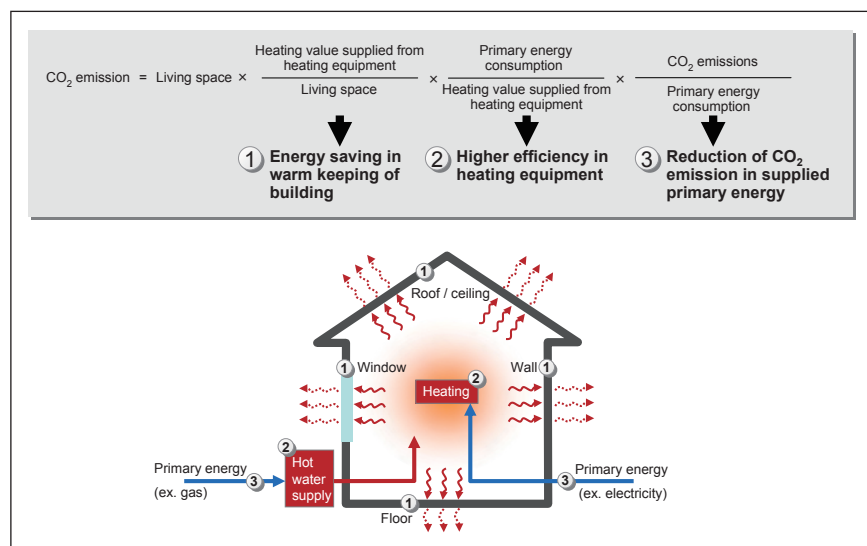 CO₂ emission = Living space × Heating value supplied from heating equipment / Living space × Primary energy consumption / Heating value supplied from heating equipment × CO₂ emissions / Primary energy consumption
1 Energy saving in
warm keeping of
building
2 Higher efficiency in
heating equipment
3 Reduction of CO₂
emission in supplied
primary energy
1
Roof / ceiling
1 Window
Wall 1
Heating 2
2
Hot
water
supply
Primary energy
3
(ex. gas)
Primary energy
3
(ex. electricity)
1
Floor